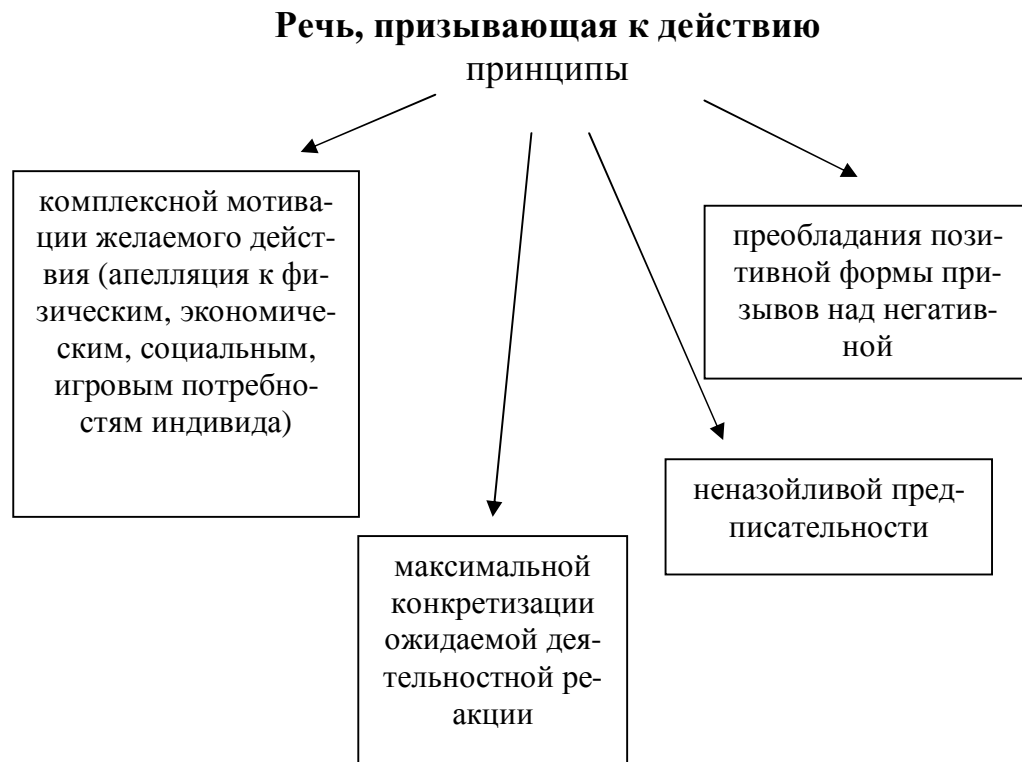 Речь, призывающая к действию
принципы
комплексной мотива-
ции желаемого дейст-
вия (апелляция к фи-
зическим, экономиче-
ским, социальным,
игровым потребно-
стям индивида)
максимальной
конкретизации
ожидаемой дея-
тельностной ре-
акции
неназойливой пред-
писательности
преобладания пози-
тивной формы при-
зывов над негатив-
ной